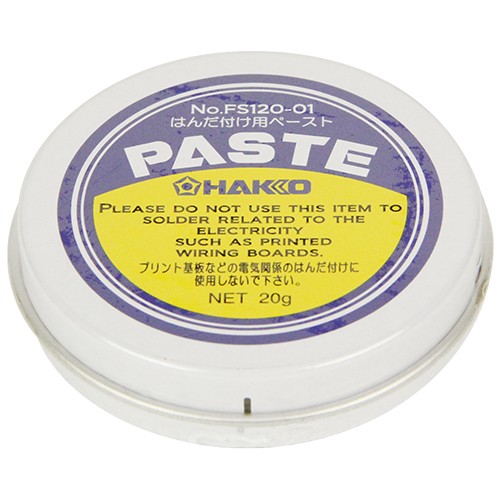 No.FS120-01
はんだ付け用ペースト
PASTE
HAKKO
PLEASE DO NOT USE THIS ITEM TO
SOLDER RELATED TO THE
ELECTRICITY
SUCH AS PRINTED
WIRING BOARDS.
プリント基板などの電気関係のはんだ付けに
使用しないで下さい。
NET 20g